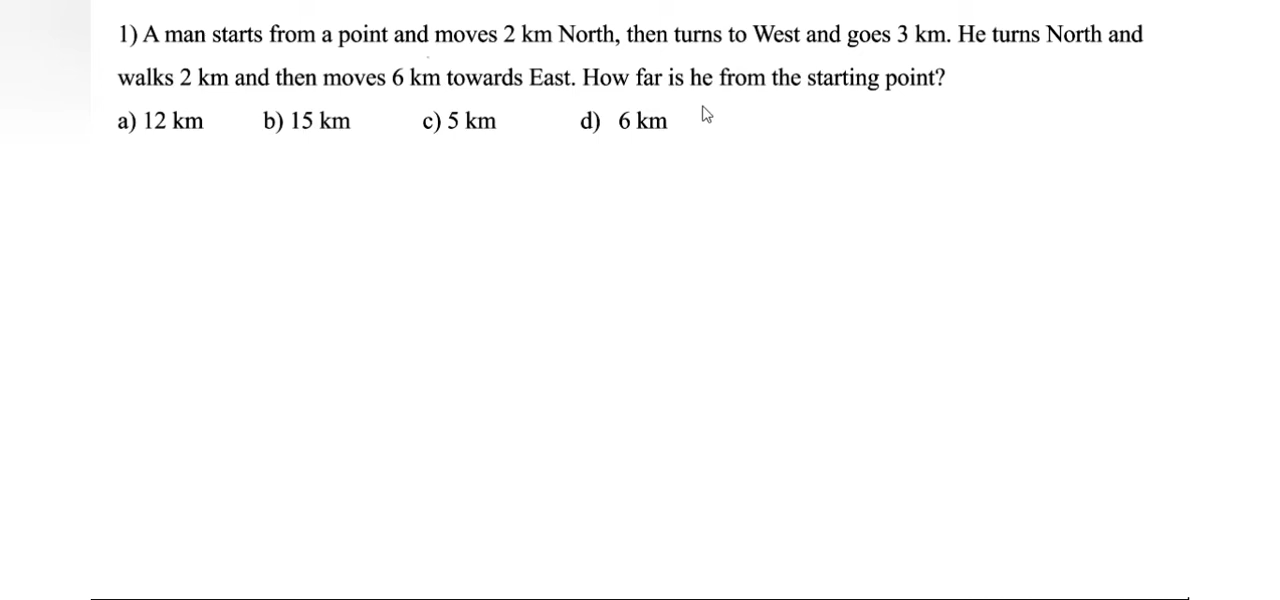 1) A man starts from a point and moves 2 km North, then turns to West and goes 3 km. He turns North and
walks 2 km and then moves 6 km towards East. How far is he from the starting point?
a) 12 km b) 15 km c) 5 km d) 6 km